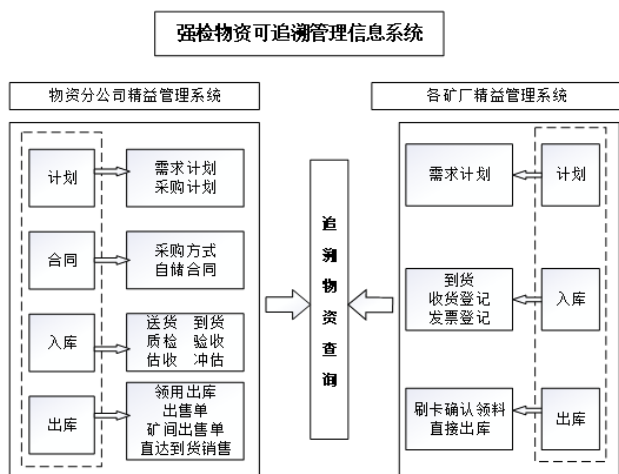 强检物资可追溯管理信息系统
物资分公司精益管理系统
计划
需求计划
采购计划
合同
采购方式
自储合同
入库
送货 到货
质检 验收
估收 冲估
出库
领用出库
出售单
矿间出售单
直达到货销售
追溯物资查询
各矿厂精益管理系统
需求计划
计划
到货
收货登记
发票登记
入库
刷卡确认领料
直接出库
出库